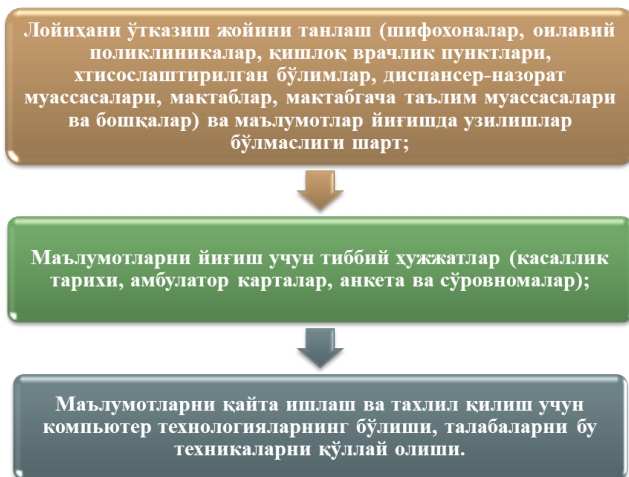 Лойиҳани ўтказиш жойини танлаш (шифохоналар, оилавий
поликлиникалар, қишлоқ врачлик пунктлари,
хтисослаштирилган бўлимлар, диспансер-назорат
муассасалари, мактаблар, мактабгача таълим муассасалари
ва бошқалар) ва маълумотлар йиғишда узилишлар
бўлмаслиги шарт;
Маълумотларни йиғиш учун тиббий ҳужжатлар (касаллик
тарихи, амбулатор карталар, анкета ва сўровномалар);
Маълумотларни қайта ишлаш ва тахлил қилиш учун
компьютер технологияларнинг бўлиши, талабаларни бу
техникаларни қўллай олиши.